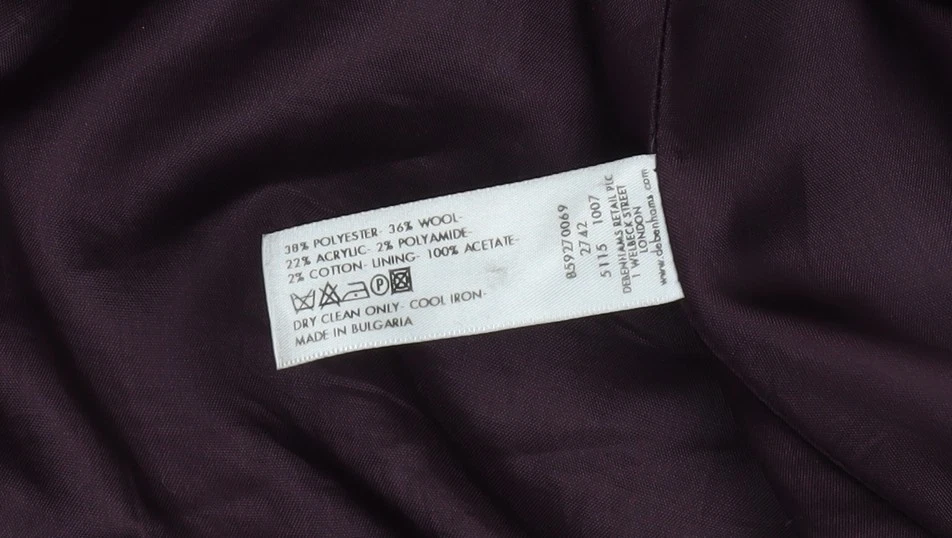 38% POLYESTER- 36% WOOL-
22% ACRYLIC- 2% POLYAMIDE-
2% COTTON- LINING- 100% ACETATE-
P
DRY CLEAN ONLY- COOL IRON-
MADE IN BULGARIA
859270069
2742
5115 1007
DEBENHAMS RETAIL PLC
1 WELBECK STREET
LONDON
www.debenhams.com